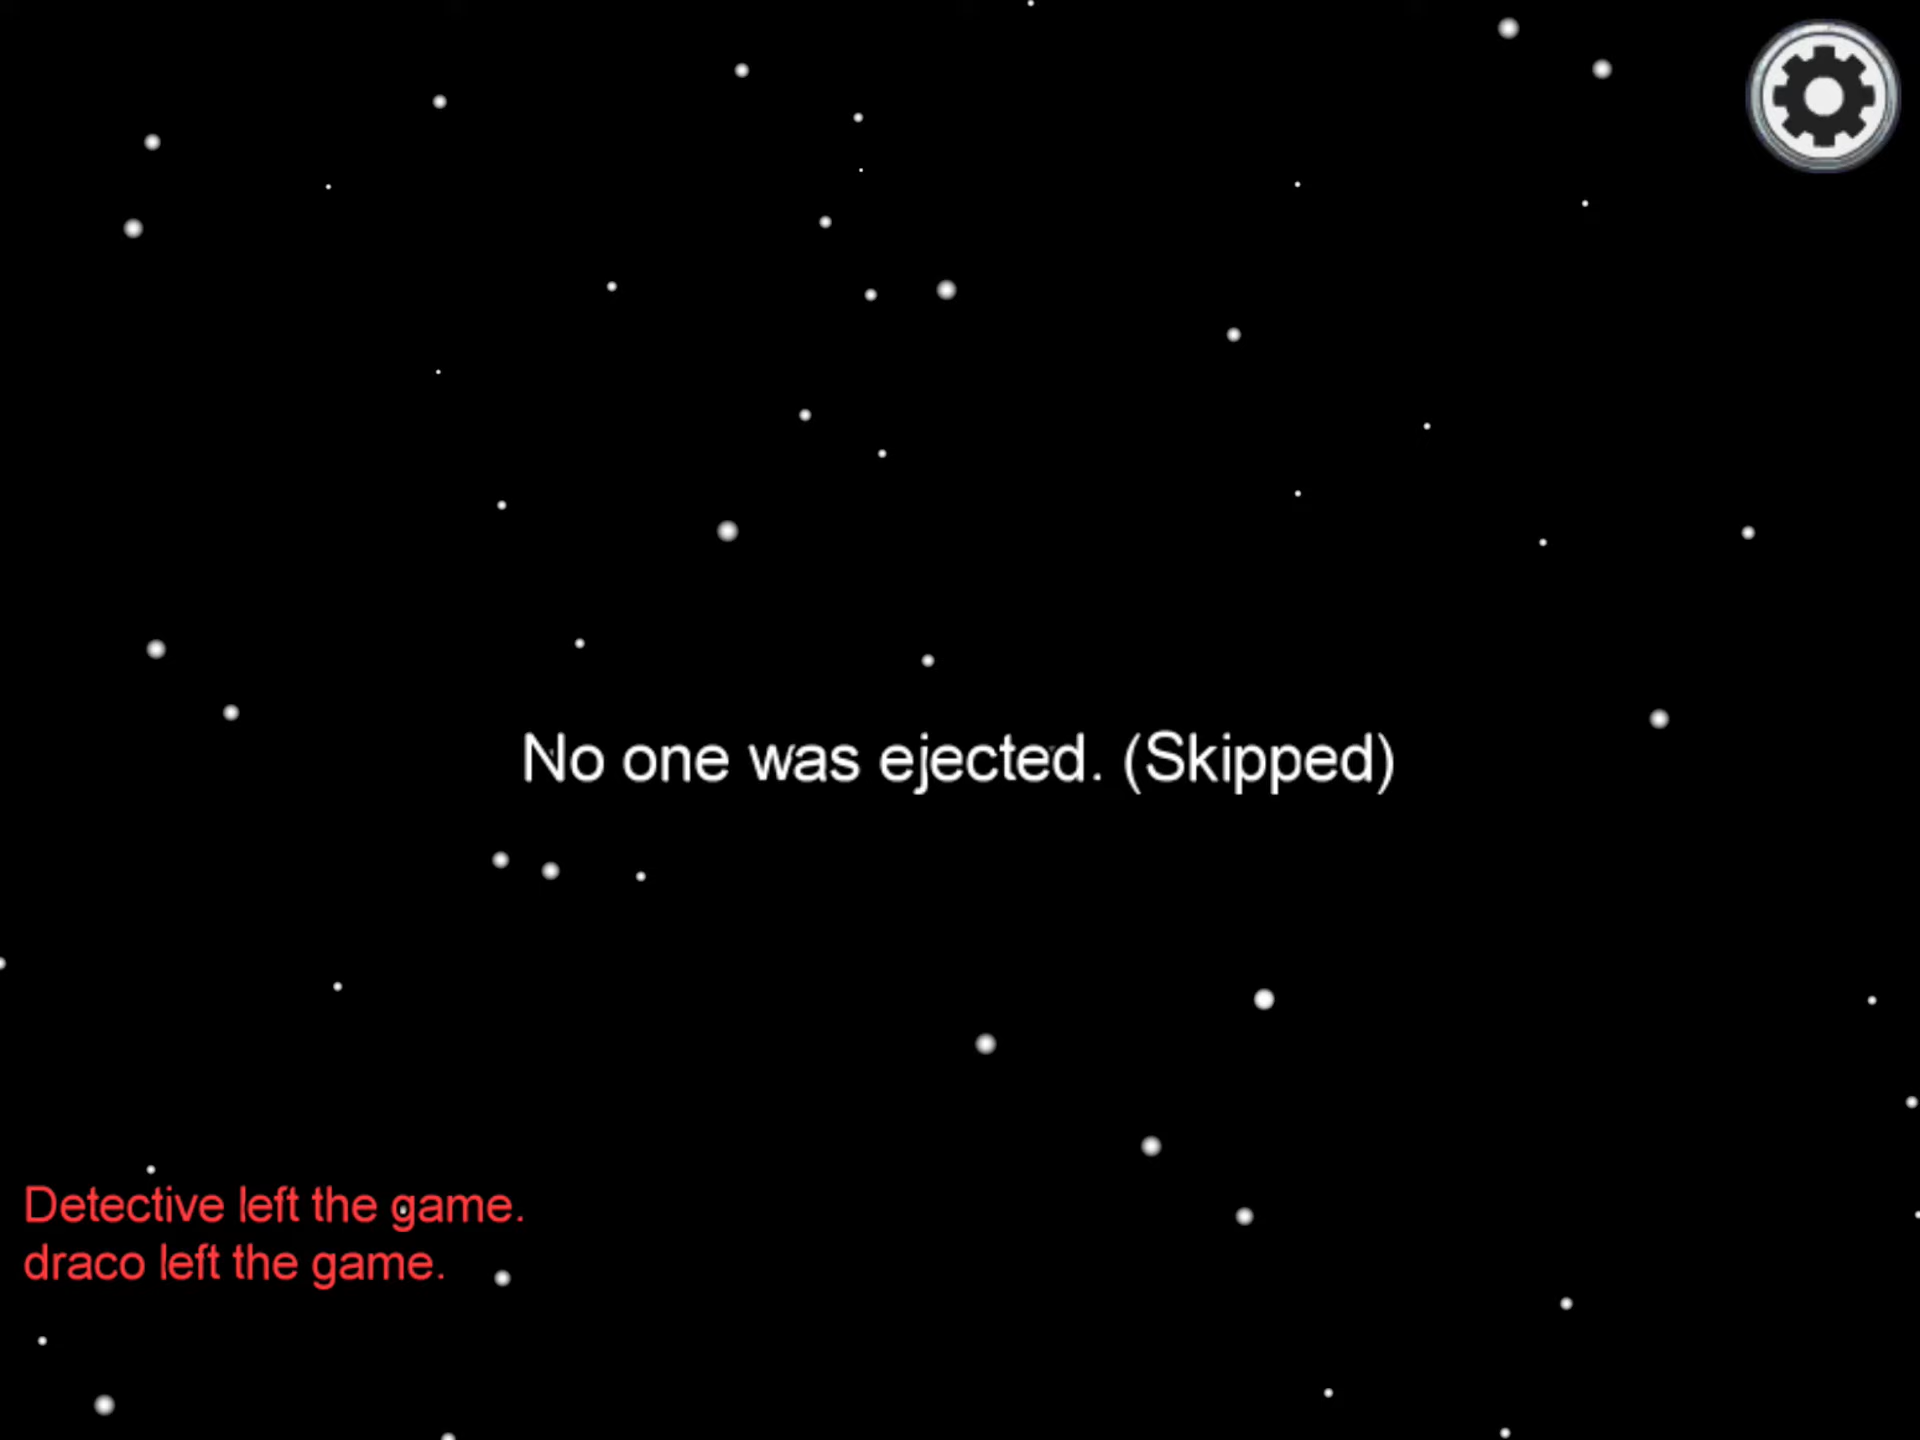 No one was ejected. (Skipped)
Detective left the game.
draco left the game.